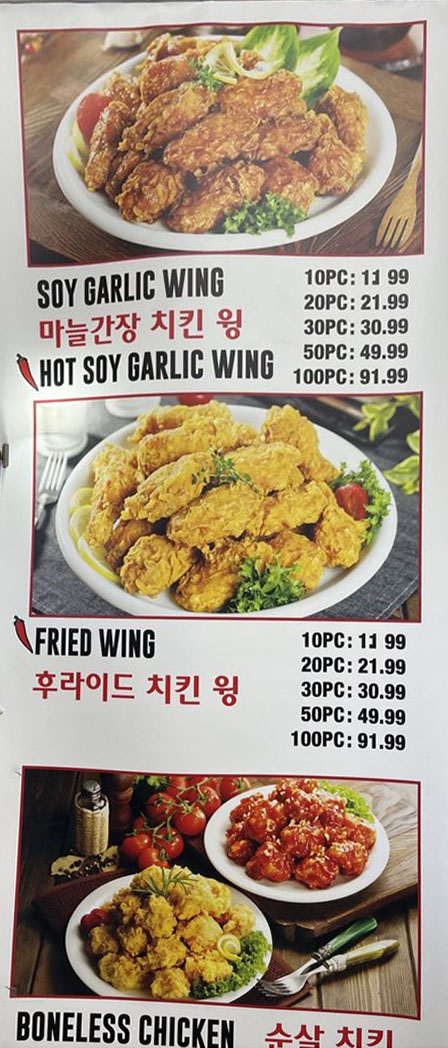 SOY GARLIC WING
마늘간장 치킨 윙
HOT SOY GARLIC WING
10PC: 11.99
20PC: 21.99
30PC: 30.99
50PC: 49.99
100PC: 91.99
FRIED WING
후라이드 치킨 윙
10PC: 11.99
20PC: 21.99
30PC: 30.99
50PC: 49.99
100PC: 91.99
BONELESS CHICKEN 순살 치킨